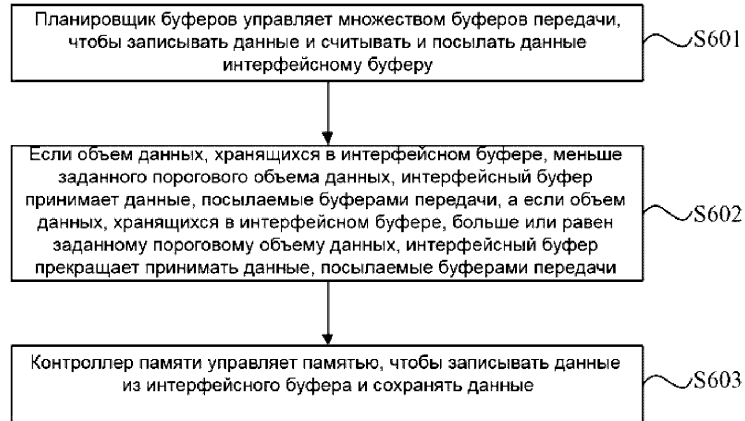 Планировщик буферов управляет множеством буферов передачи,
чтобы записывать данные и считывать и посылать данные
интерфейсному буферу
S601
Если объем данных, хранящихся в интерфейсном буфере, меньше
заданного порогового объема данных, интерфейсный буфер
принимает данные, посылаемые буферами передачи, а если объем
данных, хранящихся в интерфейсном буфере, больше или равен
заданному пороговому объему данных, интерфейсный буфер
прекращает принимать данные, посылаемые буферами передачи
S602
Контроллер памяти управляет памятью, чтобы записывать данные
из интерфейсного буфера и сохранять данные
S603